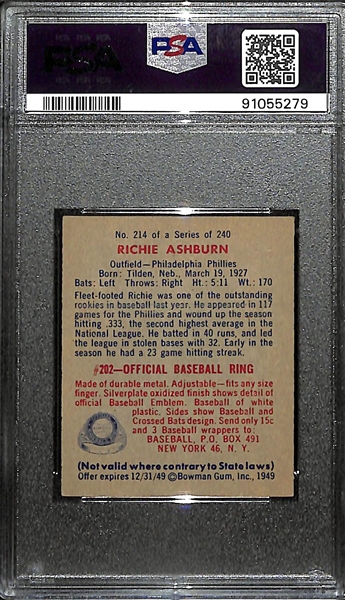 PSA
PSA
91055279
No. 214 of a Series of 240
RICHIE ASHBURN
Outfield—Philadelphia Phillies
Born: Tilden, Neb., March 19, 1927
Bats: Left Throws: Right Ht.: 5:11 Wt.: 170
Fleet-footed Richie was one of the outstanding
rookies in baseball last year. He appeared in 117
games for the Phillies and wound up the season
hitting .333, the second highest average in the
National League. He batted in 40 runs, and led
the league in stolen bases with 32. Early in the
season he had a 23 game hitting streak.
#202—OFFICIAL BASEBALL RING
Made of durable metal. Adjustable—fits any size
finger. Silverplate oxidized finish shows detail of
official Baseball Emblem. Baseball of white
plastic. Sides show Baseball and
Crossed Bats design. Send only 15c
and 3 Baseball wrappers to:
BASEBALL, P.O. BOX 491
NEW YORK 46, N. Y.
(Not valid where contrary to State laws)
Offer expires 12/31/49 ©Bowman Gum, Inc., 1949